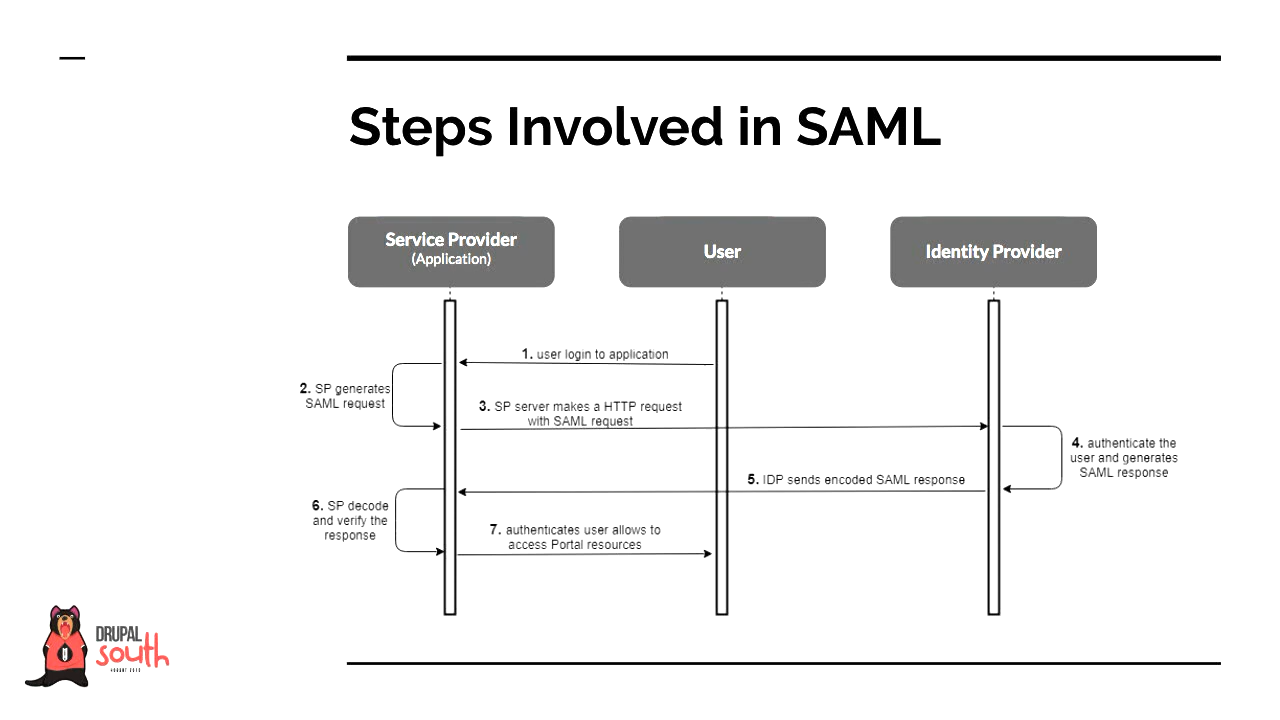 Steps Involved in SAML
Service Provider
(Application)
User
Identity Provider
1. user login to application
2. SP generates
SAML request
3. SP server makes a HTTP request
with SAML request
4. authenticate the
user and generates
SAML response
5. IDP sends encoded SAML response
6. SP decode
and verify the
response
7. authenticates user allows to
access Portal resources
DRUPAL
south